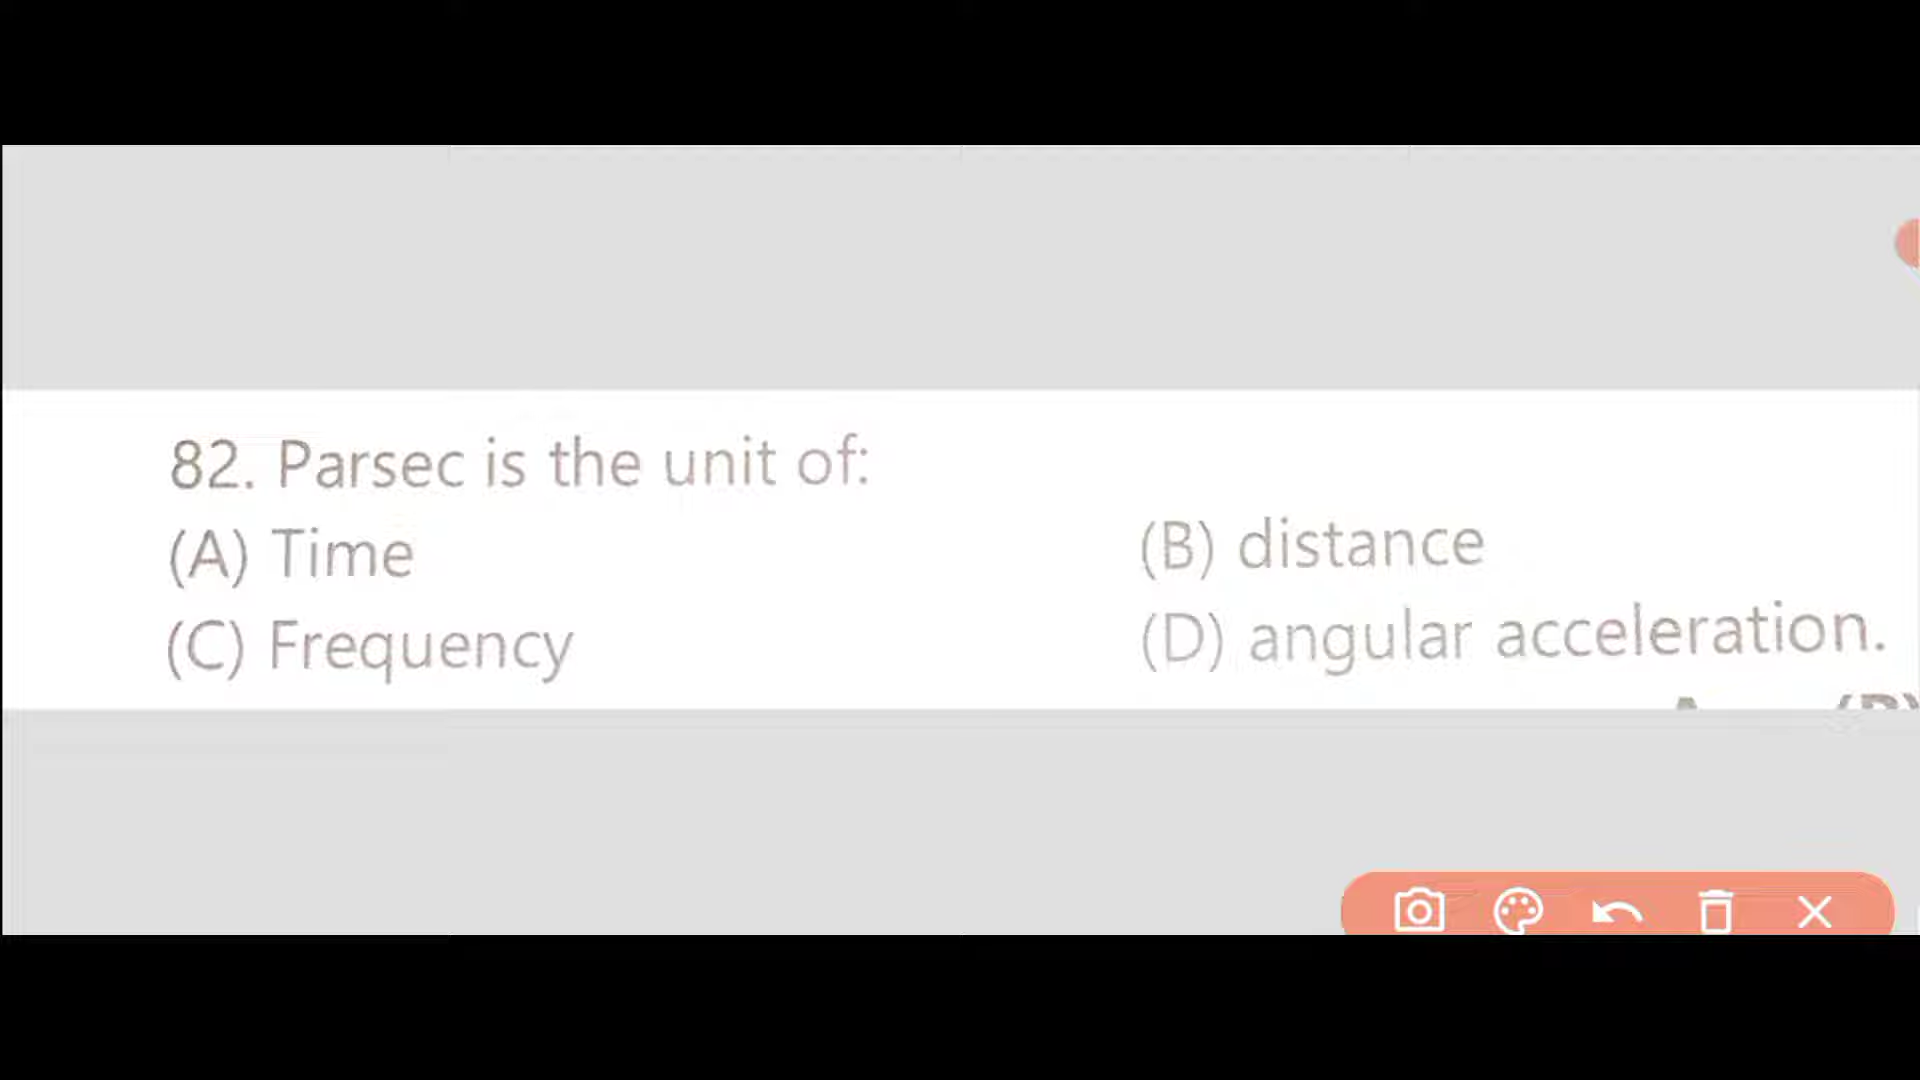 82. Parsec is the unit of:
(A) Time (B) distance
(C) Frequency (D) angular acceleration.